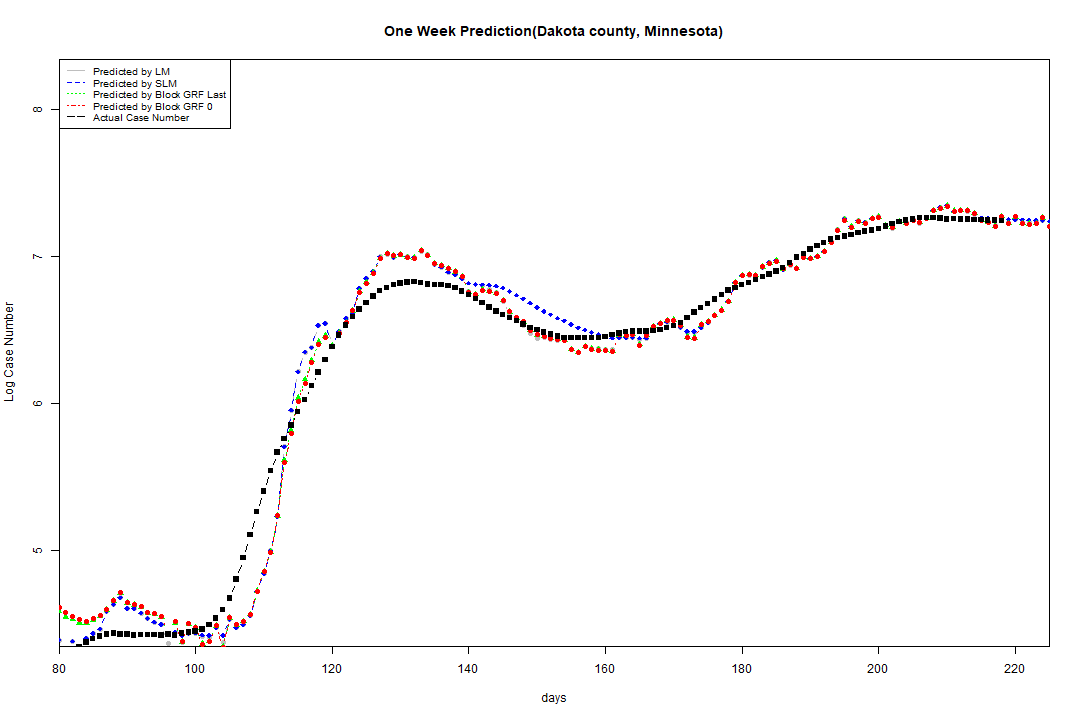 One Week Prediction(Dakota county, Minnesota)
Predicted by LM
Predicted by SLM
Predicted by Block GRF Last
Predicted by Block GRF 0
Actual Case Number
8
7
6
5
Log Case Number
80 100 120 140 160 180 200 220
days